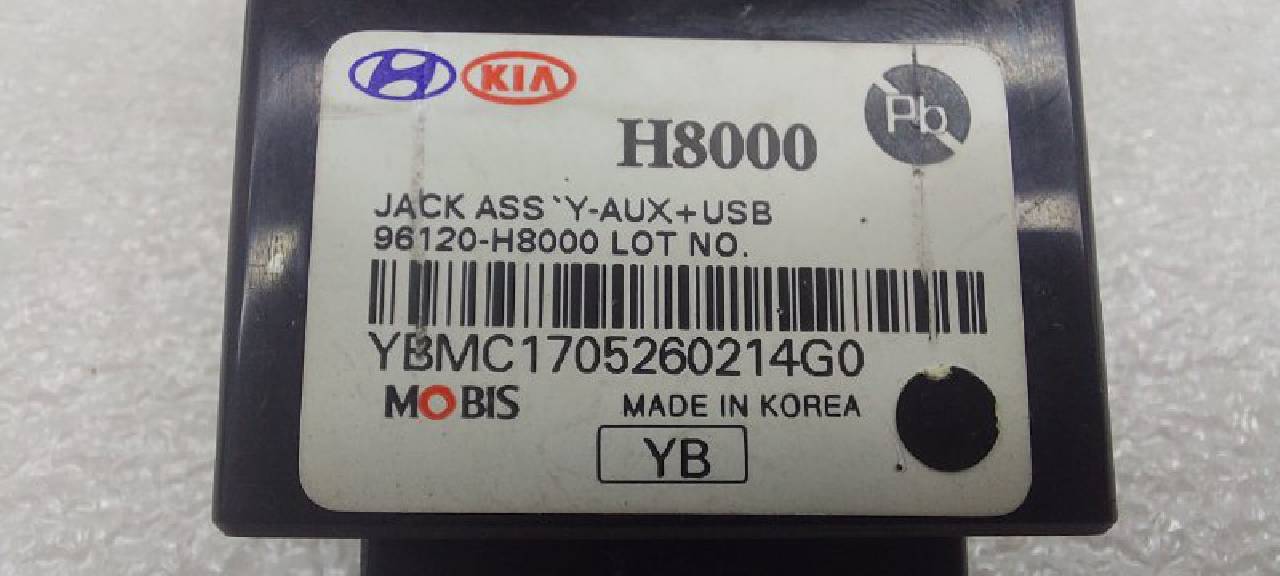 KIA
Pb
H8000
JACK ASS`Y-AUX+USB
96120-H8000 LOT NO.
YBMC1705260214G0
MOBIS
MADE IN KOREA
YB